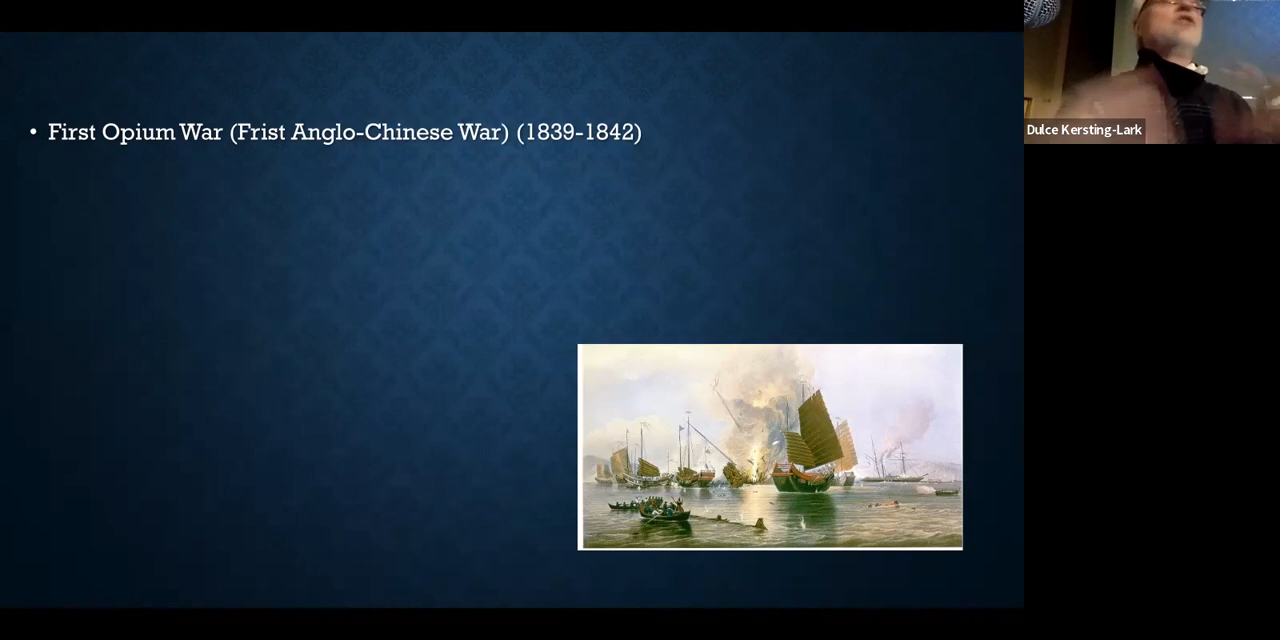 • First Opium War (Frist Anglo-Chinese War) (1839-1842)
Dulce Kersting-Lark